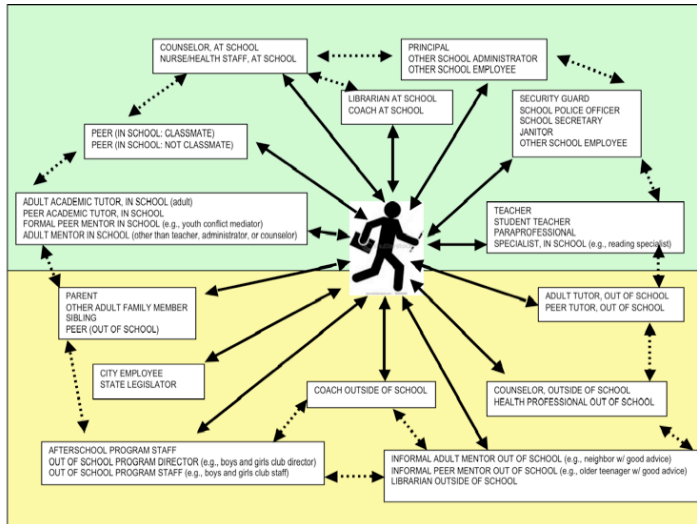 COUNSELOR, AT SCHOOL
NURSE/HEALTH STAFF, AT SCHOOL
PRINCIPAL
OTHER SCHOOL ADMINISTRATOR
OTHER SCHOOL EMPLOYEE
LIBRARIAN AT SCHOOL
COACH AT SCHOOL
SECURITY GUARD
SCHOOL POLICE OFFICER
SCHOOL SECRETARY
JANITOR
OTHER SCHOOL EMPLOYEE
PEER (IN SCHOOL: CLASSMATE)
PEER (IN SCHOOL: NOT CLASSMATE)
ADULT ACADEMIC TUTOR, IN SCHOOL (adult)
PEER ACADEMIC TUTOR, IN SCHOOL
FORMAL PEER MENTOR IN SCHOOL (e.g., youth conflict mediator)
ADULT MENTOR IN SCHOOL (other than teacher, administrator, or counselor)
TEACHER
STUDENT TEACHER
PARAPROFESSIONAL
SPECIALIST, IN SCHOOL (e.g., reading specialist)
PARENT
OTHER ADULT FAMILY MEMBER
SIBLING
PEER (OUT OF SCHOOL)
ADULT TUTOR, OUT OF SCHOOL
PEER TUTOR, OUT OF SCHOOL
CITY EMPLOYEE
STATE LEGISLATOR
COACH OUTSIDE OF SCHOOL
COUNSELOR, OUTSIDE OF SCHOOL
HEALTH PROFESSIONAL OUT OF SCHOOL
AFTERSCHOOL PROGRAM STAFF
OUT OF SCHOOL PROGRAM DIRECTOR (e.g., boys and girls club director)
OUT OF SCHOOL PROGRAM STAFF (e.g., boys and girls club staff)
INFORMAL ADULT MENTOR OUT OF SCHOOL (e.g., neighbor w/ good advice)
INFORMAL PEER MENTOR OUT OF SCHOOL (e.g., older teenager w/ good advice)
LIBRARIAN OUTSIDE OF SCHOOL